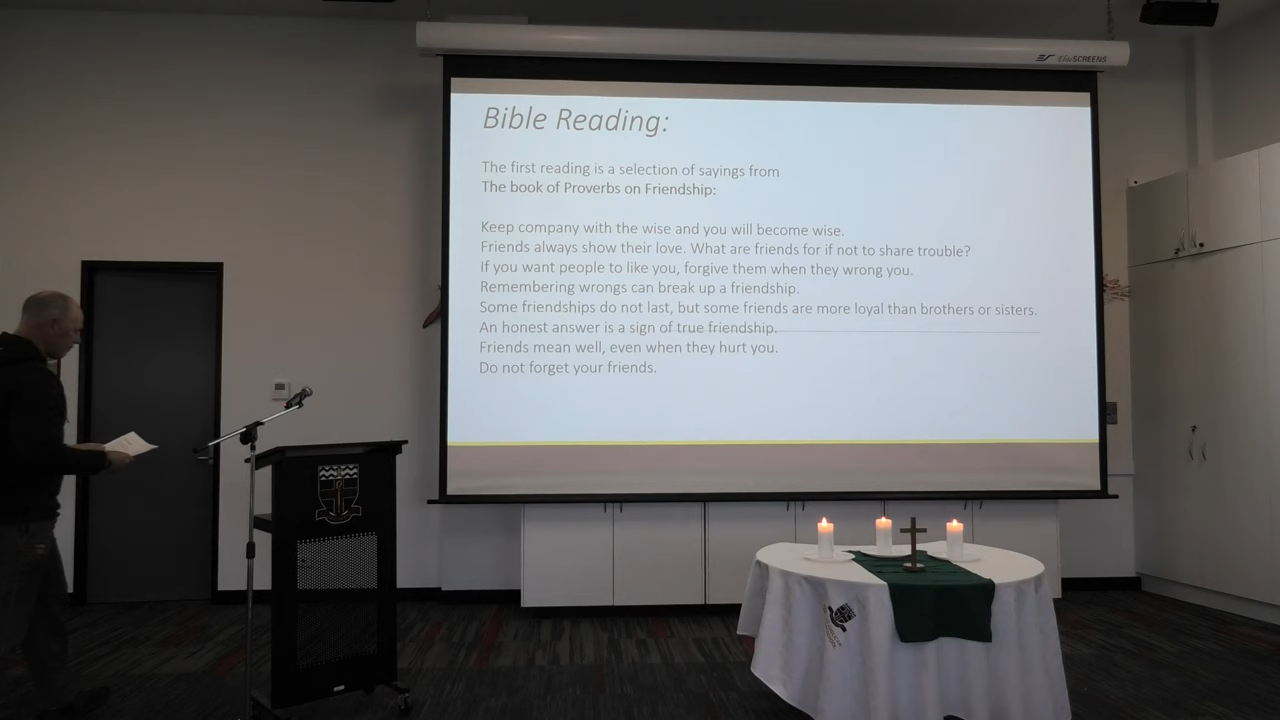 EliteSCREENS
Bible Reading:
The first reading is a selection of sayings from
The book of Proverbs on Friendship:
Keep company with the wise and you will become wise.
Friends always show their love. What are friends for if not to share trouble?
If you want people to like you, forgive them when they wrong you.
Remembering wrongs can break up a friendship.
Some friendships do not last, but some friends are more loyal than brothers or sisters.
An honest answer is a sign of true friendship.
Friends mean well, even when they hurt you.
Do not forget your friends.